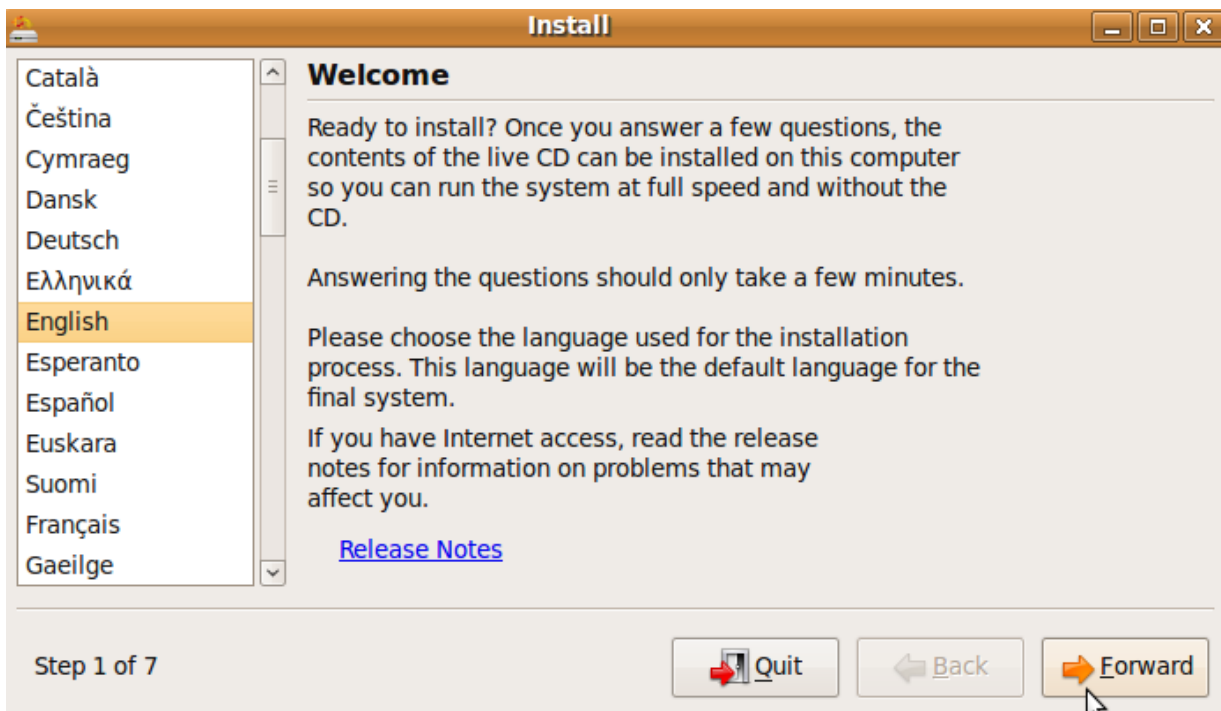 Install
Català
Čeština
Cymraeg
Dansk
Deutsch
Ελληνικά
English
Esperanto
Español
Euskara
Suomi
Français
Gaeilge
Welcome
Ready to install? Once you answer a few questions, the
contents of the live CD can be installed on this computer
so you can run the system at full speed and without the
CD.
Answering the questions should only take a few minutes.
Please choose the language used for the installation
process. This language will be the default language for the
final system.
If you have Internet access, read the release
notes for information on problems that may
affect you.
Release Notes
Step 1 of 7
Quit
Back
Forward